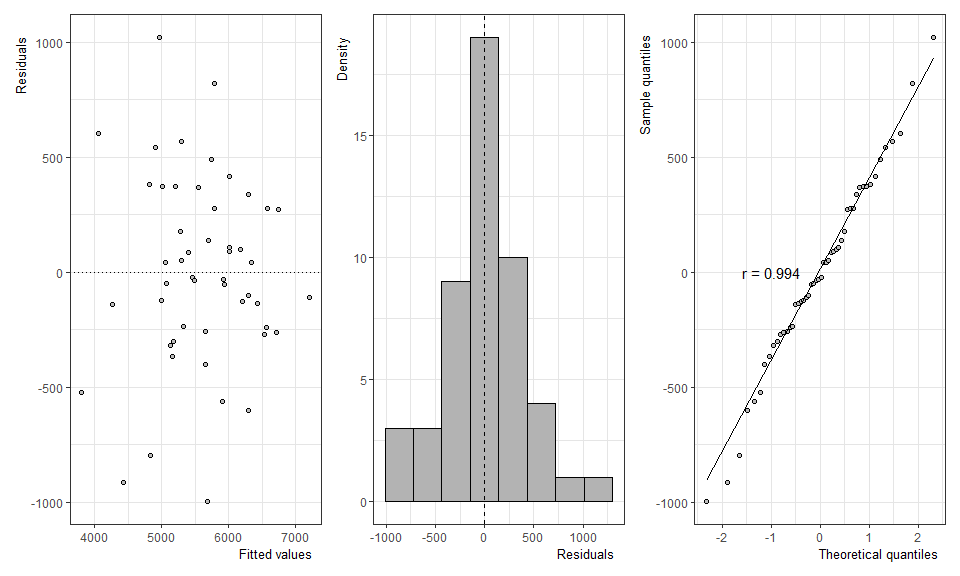 Residuals
1000
500
0
-500
-1000
4000 5000 6000 7000
Fitted values
Density
15
10
5
0
-1000 -500 0 500 1000
Residuals
Sample quantiles
1000
500
0
-500
-1000
r = 0.994
-2 -1 0 1 2
Theoretical quantiles